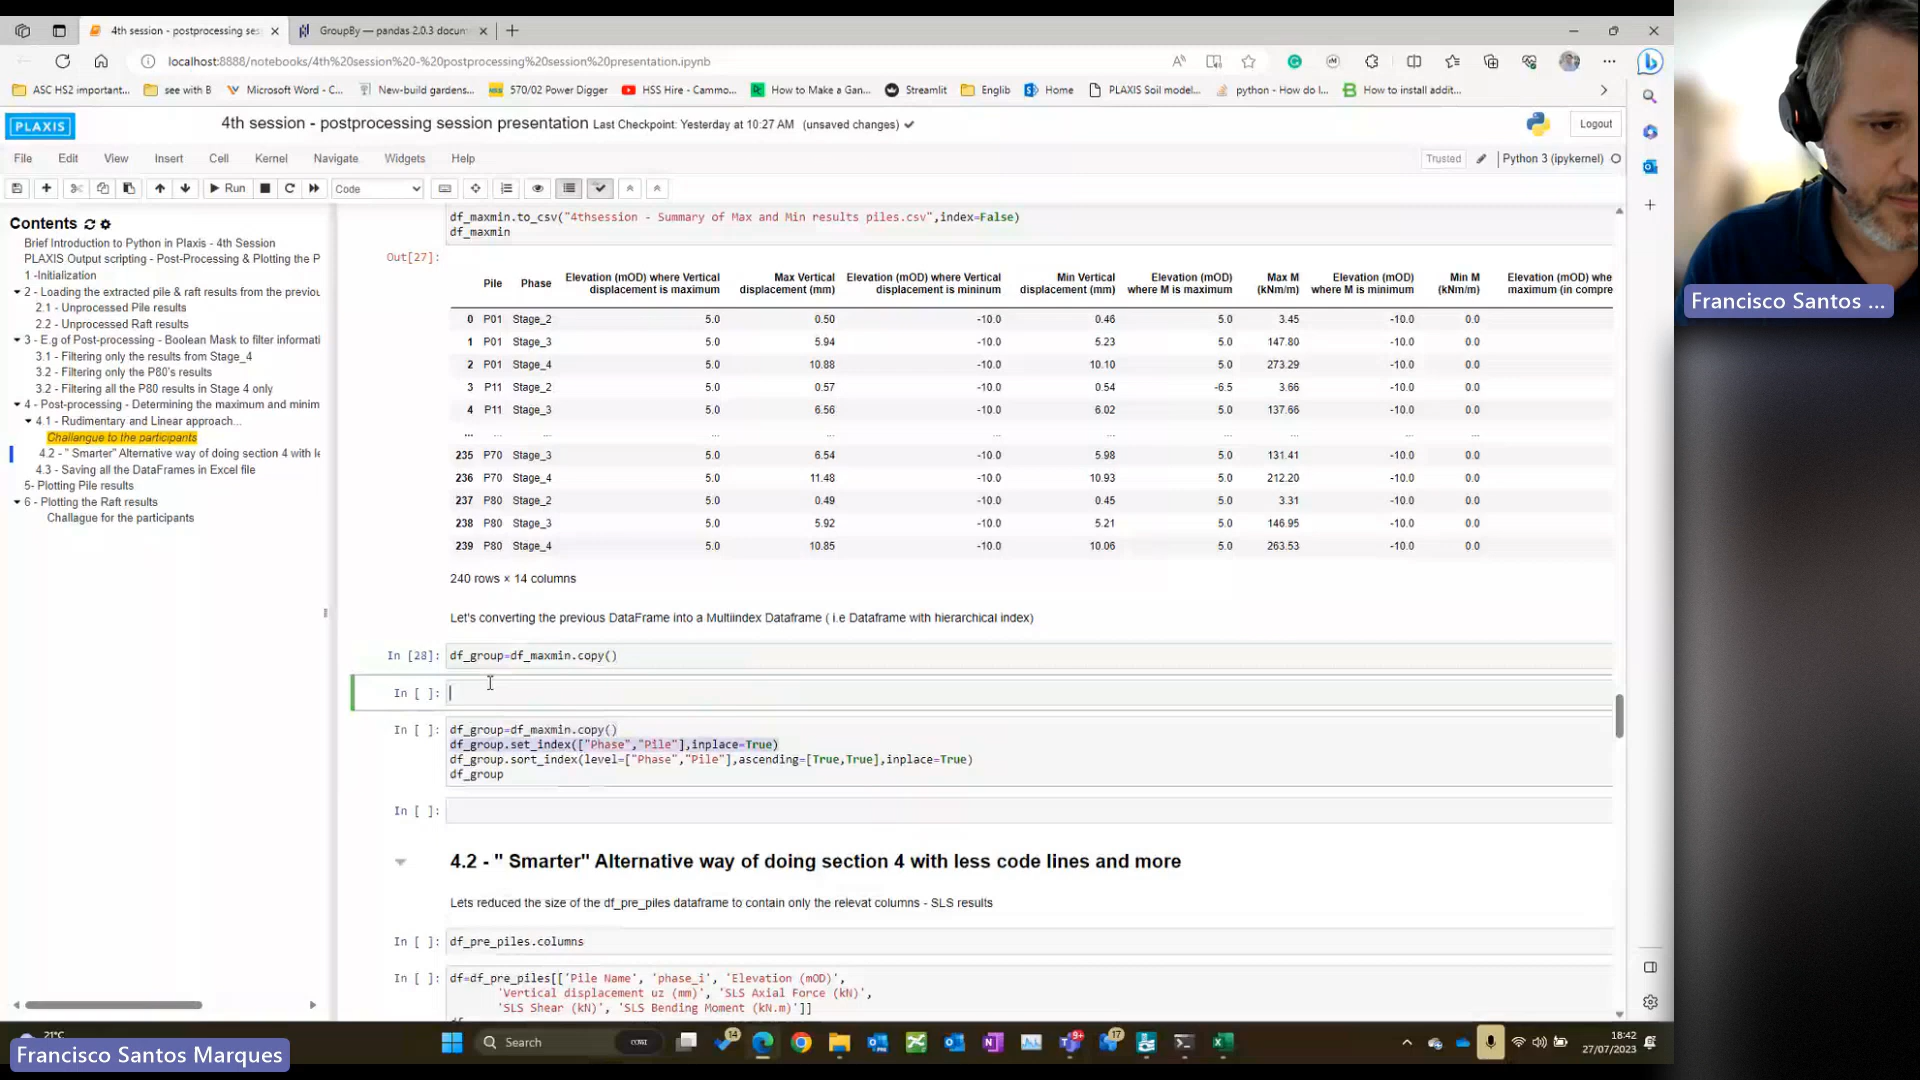 4th session - postprocessing ses
GroupBy — pandas 2.0.3 docum
localhost:8888/notebooks/4th%20session%20-%20postprocessing%20session%20presentation.ipynb
ASC HS2 important...
see with B
Microsoft Word - C...
New-build gardens...
570/02 Power Digger
HSS Hire - Cammo...
How to Make a Gan...
Streamlit
Englib
Home
PLAXIS Soil model...
python - How do I...
How to install addit...
PLAXIS
4th session - postprocessing session presentation Last Checkpoint: Yesterday at 10:27 AM (unsaved changes)
Logout
File Edit View Insert Cell Kernel Navigate Widgets Help
Trusted
Python 3 (ipykernel)
Run
Code
Contents
Brief Introduction to Python in Plaxis - 4th Session
PLAXIS Output scripting - Post-Processing & Plotting the P
1 -Initialization
2 - Loading the extracted pile & raft results from the previou
2.1 - Unprocessed Pile results
2.2 - Unprocessed Raft results
3 - E.g of Post-processing - Boolean Mask to filter informati
3.1 - Filtering only the results from Stage_4
3.2 - Filtering only the P80's results
3.2 - Filtering all the P80 results in Stage 4 only
4 - Post-processing - Determining the maximum and minim
4.1 - Rudimentary and Linear approach...
Challangue to the participants
4.2 - " Smarter" Alternative way of doing section 4 with le
4.3 - Saving all the DataFrames in Excel file
5- Plotting Pile results
6 - Plotting the Raft results
Challague for the participants
df_maxmin.to_csv("4thsession - Summary of Max and Min results piles.csv",index=False)
df_maxmin
Out[27]:
Pile Phase Elevation (mOD) where Vertical displacement is maximum Max Vertical displacement (mm) Elevation (mOD) where Vertical displacement is mininum Min Vertical displacement (mm) Elevation (mOD) where M is maximum Max M (kNm/m) Elevation (mOD) where M is minimum Min M (kNm/m) Elevation (mOD) whe maximum (in compre
0 P01 Stage_2 5.0 0.50 -10.0 0.46 5.0 3.45 -10.0 0.0
1 P01 Stage_3 5.0 5.94 -10.0 5.23 5.0 147.80 -10.0 0.0
2 P01 Stage_4 5.0 10.88 -10.0 10.10 5.0 273.29 -10.0 0.0
3 P11 Stage_2 5.0 0.57 -10.0 0.54 -6.5 3.66 -10.0 0.0
4 P11 Stage_3 5.0 6.56 -10.0 6.02 5.0 137.66 -10.0 0.0
... ... ... ... ... ... ... ... ... ... ...
235 P70 Stage_3 5.0 6.54 -10.0 5.98 5.0 131.41 -10.0 0.0
236 P70 Stage_4 5.0 11.48 -10.0 10.93 5.0 212.20 -10.0 0.0
237 P80 Stage_2 5.0 0.49 -10.0 0.45 5.0 3.31 -10.0 0.0
238 P80 Stage_3 5.0 5.92 -10.0 5.21 5.0 146.95 -10.0 0.0
239 P80 Stage_4 5.0 10.85 -10.0 10.06 5.0 263.53 -10.0 0.0
240 rows × 14 columns
Let's converting the previous DataFrame into a Multiindex Dataframe ( i.e Dataframe with hierarchical index)
In [28]: df_group=df_maxmin.copy()
In [ ]:
In [ ]: df_group=df_maxmin.copy()
df_group.set_index(["Phase","Pile"],inplace=True)
df_group.sort_index(level=["Phase","Pile"],ascending=[True,True],inplace=True)
df_group
In [ ]:
4.2 - " Smarter" Alternative way of doing section 4 with less code lines and more
Lets reduced the size of the df_pre_piles dataframe to contain only the relevat columns - SLS results
In [ ]: df_pre_piles.columns
In [ ]: df=df_pre_piles[['Pile Name', 'phase_i', 'Elevation (mOD)',
'Vertical displacement uz (mm)', 'SLS Axial Force (kN)',
'SLS Shear (kN)', 'SLS Bending Moment (kN.m)']]
21°C
Search
14
9+
17
18:42
27/07/2023
Francisco Santos Marques
Francisco Santos ...